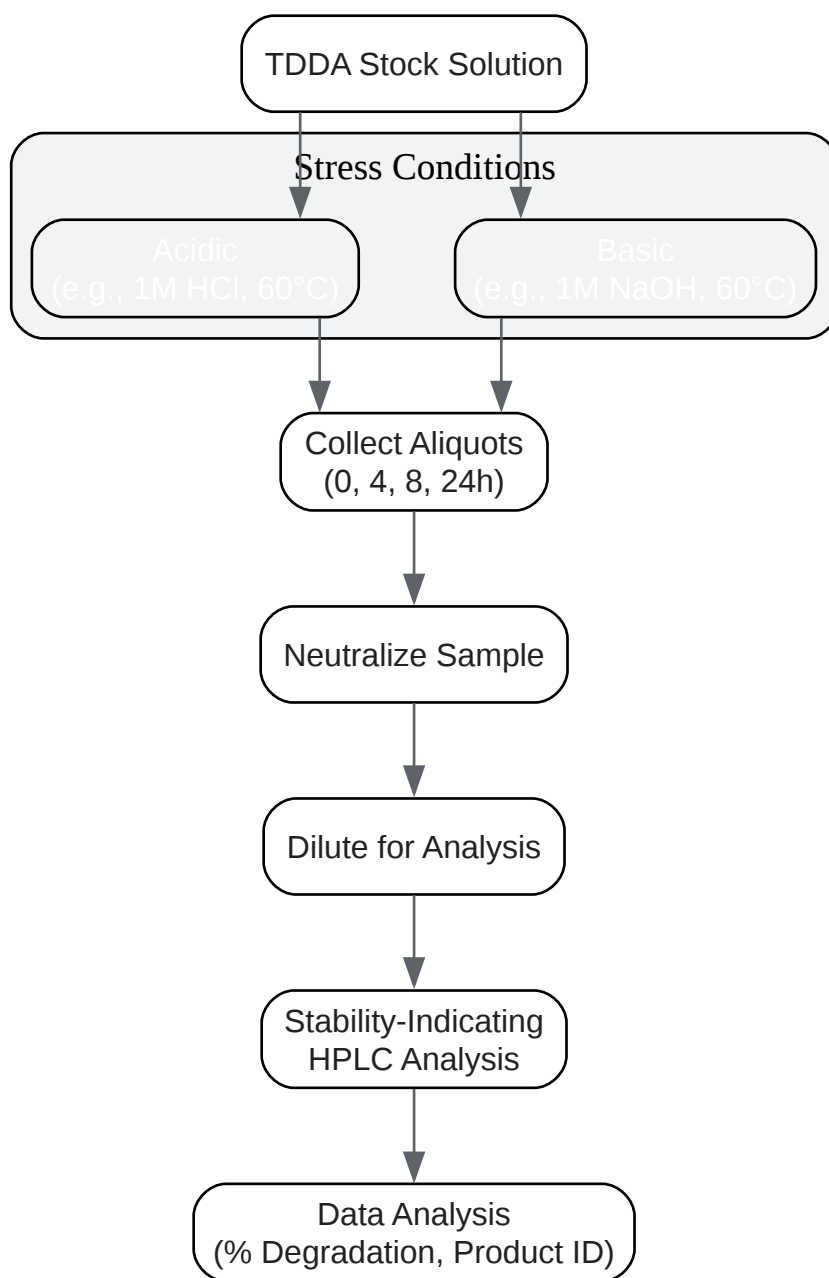 TDDA Stock Solution
Stress Conditions
Acidic
(e.g., 1M HCl, 60°C)
Basic
(e.g., 1M NaOH, 60°C)
Collect Aliquots
(0, 4, 8, 24h)
Neutralize Sample
Dilute for Analysis
Stability-Indicating
HPLC Analysis
Data Analysis
(% Degradation, Product ID)